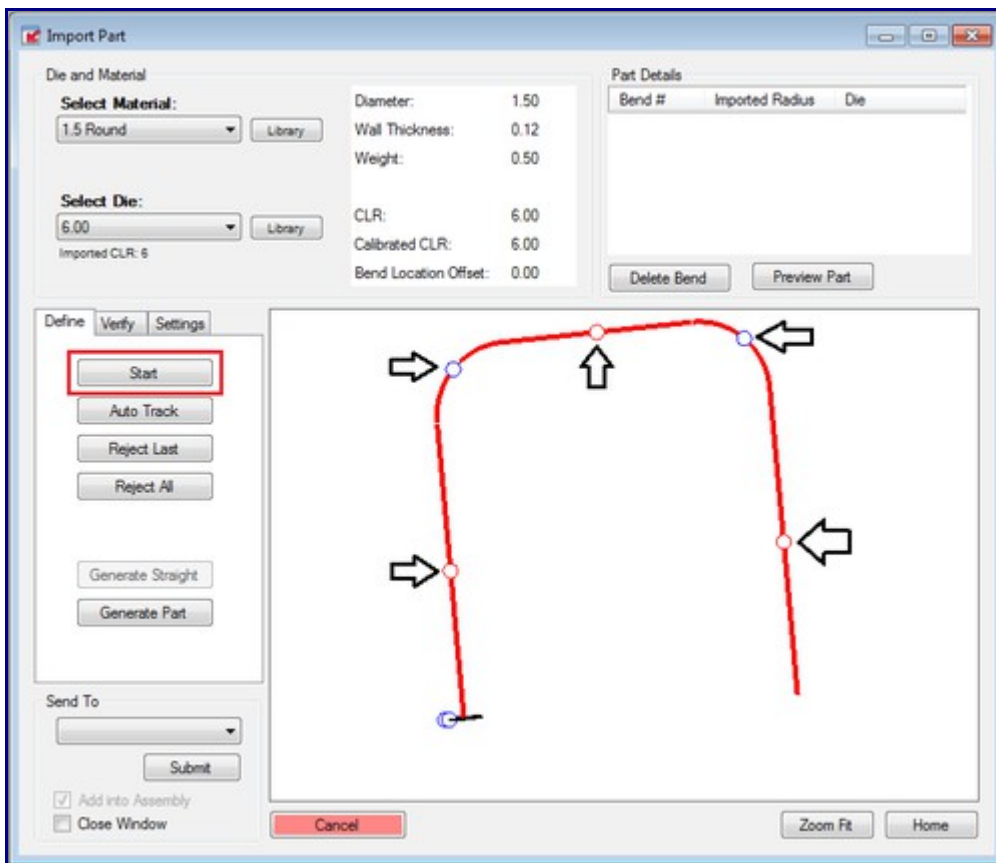 Import Part
Die and Material
Select Material:
1.5 Round
Library
Diameter: 1.50
Wall Thickness: 0.12
Weight: 0.50
Select Die:
6.00
Library
Imported CLR: 6
CLR: 6.00
Calibrated CLR: 6.00
Bend Location Offset: 0.00
Part Details
Bend # Imported Radius Die
Delete Bend Preview Part
Define Verify Settings
Start
Auto Track
Reject Last
Reject All
Generate Straight
Generate Part
Send To
Submit
Add into Assembly
Close Window
Cancel
Zoom Fit Home